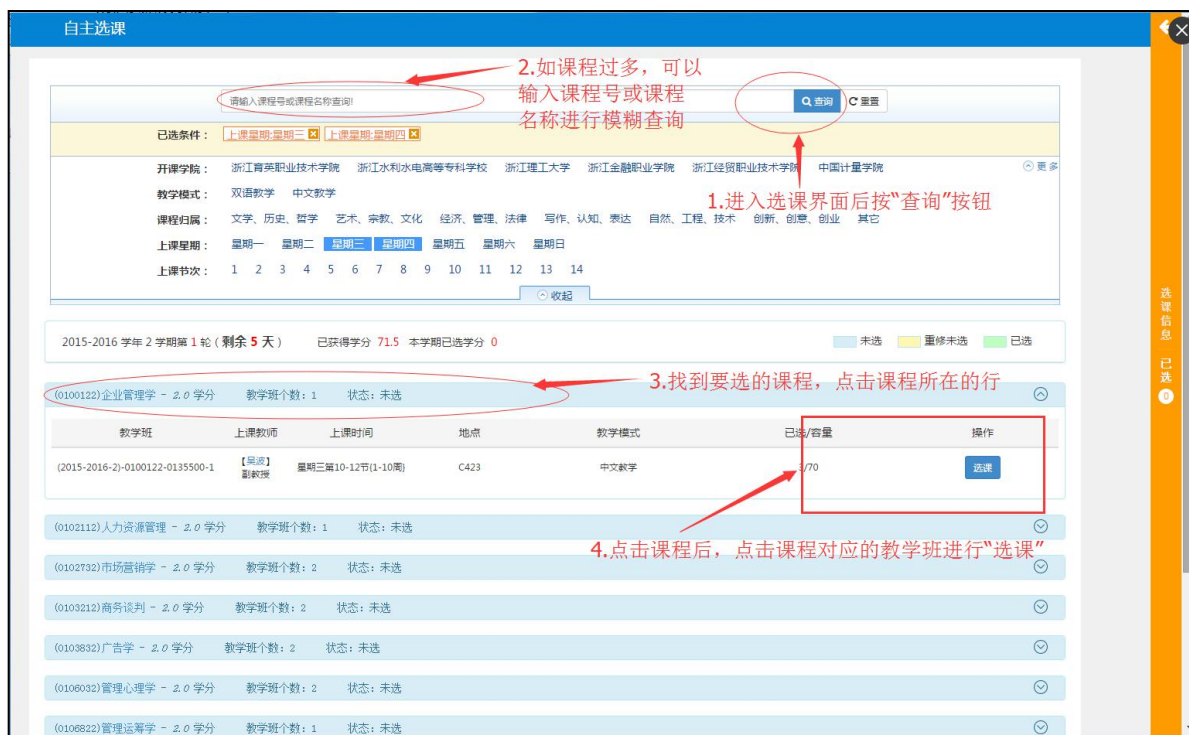 自主选课
2.如课程过多，可以
输入课程号或课程
名称进行模糊查询
请输入课程号或课程名称查询!
查询 重置
已选条件： 上课星期:星期三 上课星期:星期四
开课学院： 浙江育英职业技术学院 浙江水利水电高等专科学校 浙江理工大学 浙江金融职业学院 浙江经贸职业技术学院 中国计量学院 更多
教学模式： 双语教学 中文教学
1.进入选课界面后按“查询”按钮
课程归属： 文学、历史、哲学 艺术、宗教、文化 经济、管理、法律 写作、认知、表达 自然、工程、技术 创新、创意、创业 其它
上课星期： 星期一 星期二 星期三 星期四 星期五 星期六 星期日
上课节次： 1 2 3 4 5 6 7 8 9 10 11 12 13 14
收起
2015-2016 学年 2 学期第 1 轮 ( 剩余 5 天 ) 已获得学分 71.5 本学期已选学分 0 未选 重修未选 已选
3.找到要选的课程，点击课程所在的行
(0100122)企业管理学 - 2.0 学分 教学班个数: 1 状态: 未选
教学班 上课教师 上课时间 地点 教学模式 已选/容量 操作
(2015-2016-2)-0100122-0135500-1 【吴波】 副教授 星期三第10-12节(1-10周) C423 中文教学 3/70 选课
(0102112)人力资源管理 - 2.0 学分 教学班个数: 1 状态: 未选
4.点击课程后，点击课程对应的教学班进行“选课”
(0102732)市场营销学 - 2.0 学分 教学班个数: 2 状态: 未选
(0103212)商务谈判 - 2.0 学分 教学班个数: 2 状态: 未选
(0103832)广告学 - 2.0 学分 教学班个数: 2 状态: 未选
(0106032)管理心理学 - 2.0 学分 教学班个数: 2 状态: 未选
(0106822)管理运筹学 - 2.0 学分 教学班个数: 1 状态: 未选
选课信息 已选 0